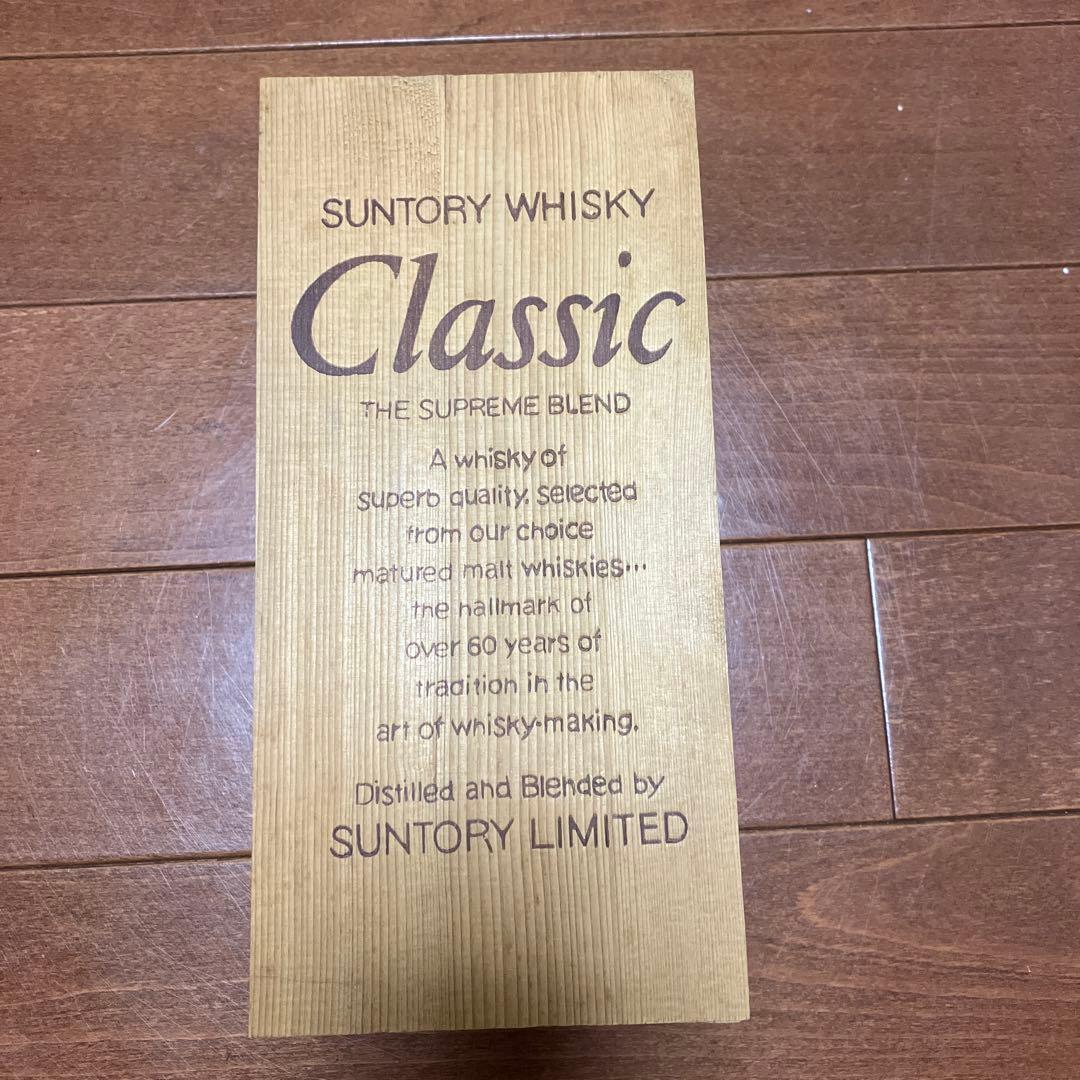 SUNTORY WHISKY
Classic
THE SUPREME BLEND
A whisky of
superb quality. selected
from our choice
matured malt whiskies...
the hallmark of
over 60 years of
tradition in the
art of whisky-making.
Distilled and Blended by
SUNTORY LIMITED